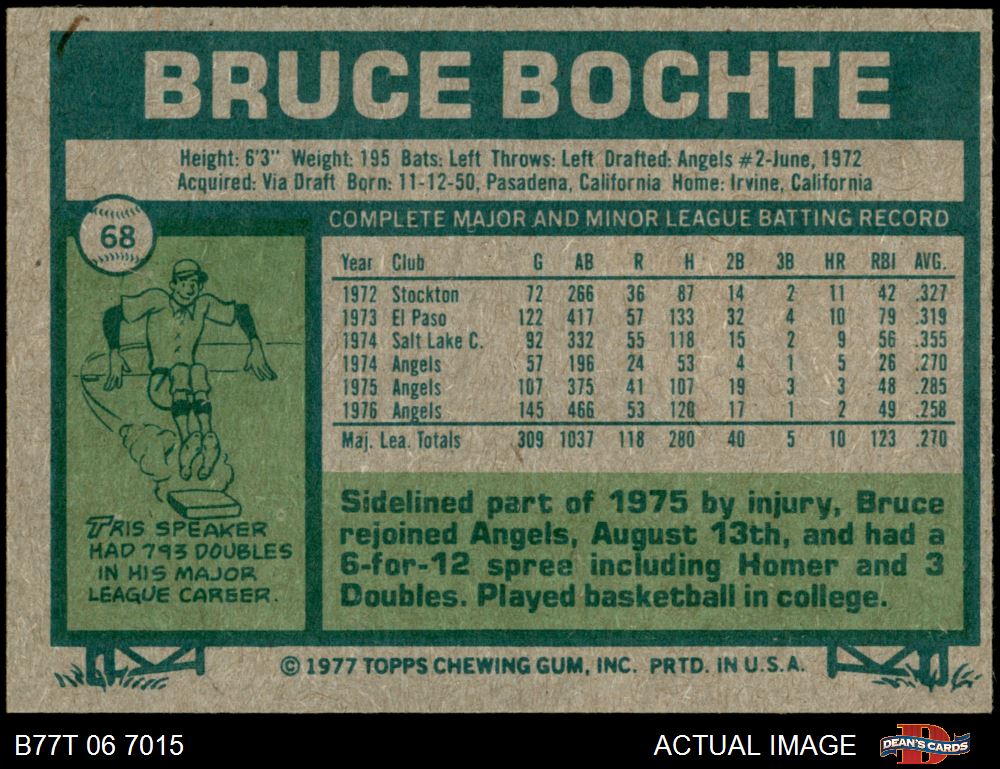 BRUCE BOCHTE
Height: 6'3" Weight: 195 Bats: Left Throws: Left Drafted: Angels #2-June, 1972
Acquired: Via Draft Born: 11-12-50, Pasadena, California Home: Irvine, California
68
COMPLETE MAJOR AND MINOR LEAGUE BATTING RECORD
Year Club G AB R H 2B 3B HR RBI AVG.
1972 Stockton 72 266 36 87 14 2 11 42 .327
1973 El Paso 122 417 57 133 32 4 10 79 .319
1974 Salt Lake C. 92 332 55 118 15 2 9 56 .355
1974 Angels 57 196 24 53 4 1 5 26 .270
1975 Angels 107 375 41 107 19 3 3 48 .285
1976 Angels 145 466 53 120 17 1 2 49 .258
Maj. Lea. Totals 309 1037 118 280 40 5 10 123 .270
TRIS SPEAKER
HAD 793 DOUBLES
IN HIS MAJOR
LEAGUE CAREER.
Sidelined part of 1975 by injury, Bruce
rejoined Angels, August 13th, and had a
6-for-12 spree including Homer and 3
Doubles. Played basketball in college.
© 1977 TOPPS CHEWING GUM, INC. PRTD. IN U.S.A.
B77T 06 7015
ACTUAL IMAGE
DEAN'S CARDS